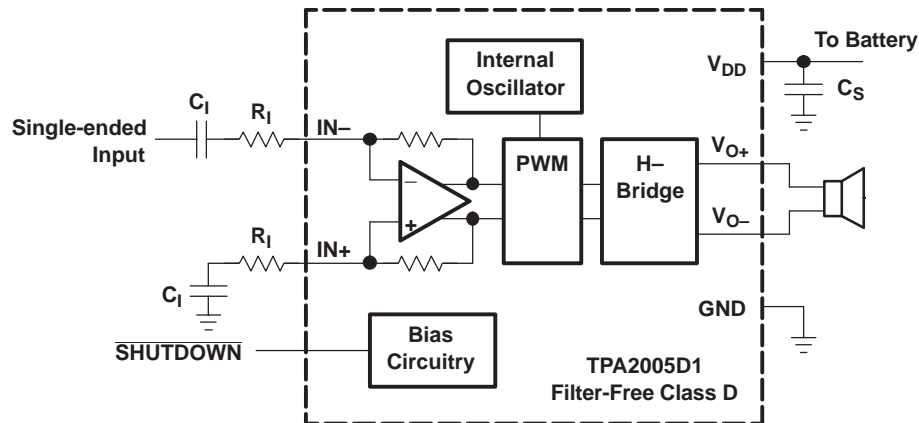 To Battery
Internal
Oscillator
V_DD
C_S
C_I
R_I
IN–
Single-ended
Input
PWM
H–
Bridge
V_O+
V_O–
–
+
R_I
IN+
C_I
GND
SHUTDOWN
Bias
Circuitry
TPA2005D1
Filter-Free Class D